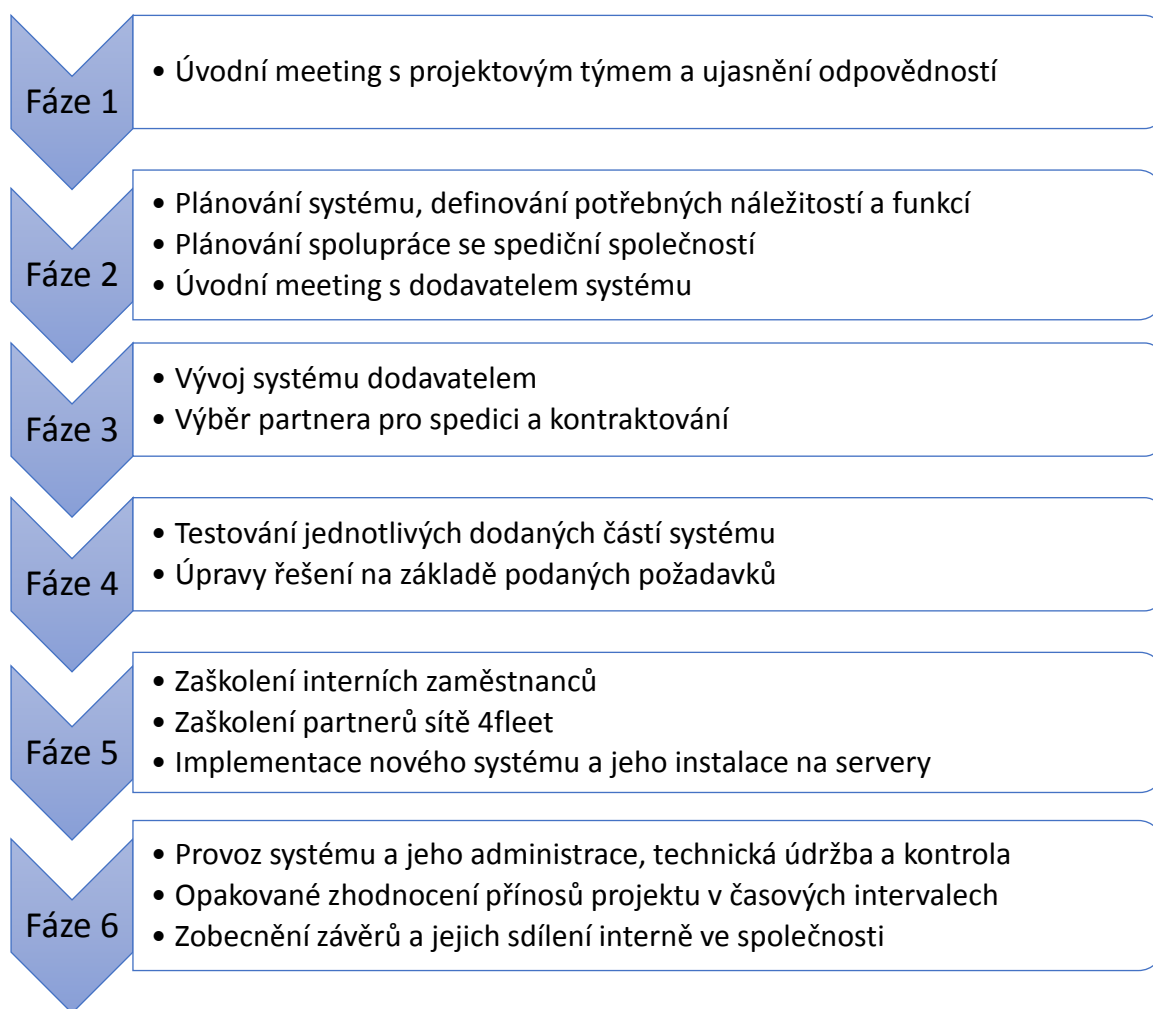 Fáze 1
• Úvodní meeting s projektovým týmem a ujasnění odpovědností
Fáze 2
• Plánování systému, definování potřebných náležitostí a funkcí
• Plánování spolupráce se spediční společností
• Úvodní meeting s dodavatelem systému
Fáze 3
• Vývoj systému dodavatelem
• Výběr partnera pro spedici a kontraktování
Fáze 4
• Testování jednotlivých dodaných částí systému
• Úpravy řešení na základě podaných požadavků
Fáze 5
• Zaškolení interních zaměstnanců
• Zaškolení partnerů sítě 4fleet
• Implementace nového systému a jeho instalace na servery
Fáze 6
• Provoz systému a jeho administrace, technická údržba a kontrola
• Opakované zhodnocení přínosů projektu v časových intervalech
• Zobecnění závěrů a jejich sdílení interně ve společnosti